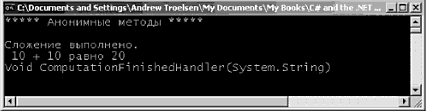 C:\Documents and Settings\Andrew Troelsen\My Documents\My Books\C# and the .NET ...
***** Анонимные методы *****
Сложение выполнено.
10 + 10 равно 20
Void ComputationFinishedHandler(System.String)